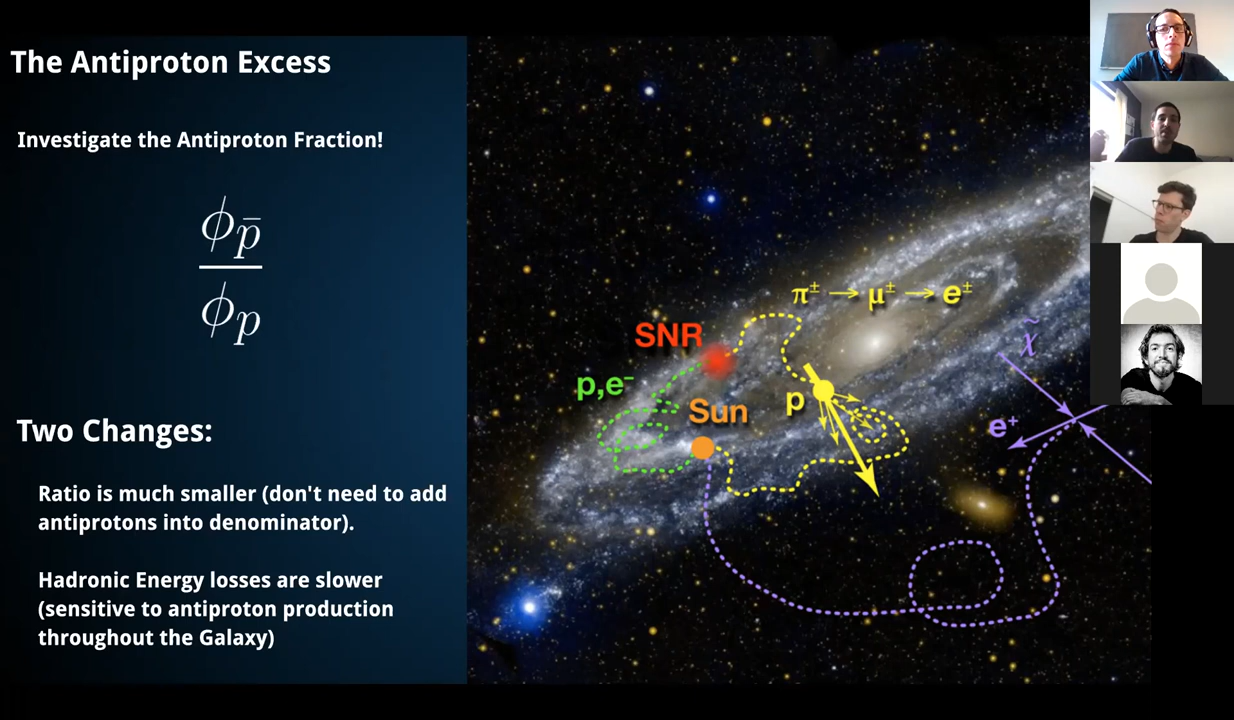 The Antiproton Excess
Investigate the Antiproton Fraction!
ϕp̄
ϕp
Two Changes:
Ratio is much smaller (don't need to add
antiprotons into denominator).
Hadronic Energy losses are slower
(sensitive to antiproton production
throughout the Galaxy)
π± → μ± → e±
χ̃
SNR
p,e⁻
p
Sun
e⁺